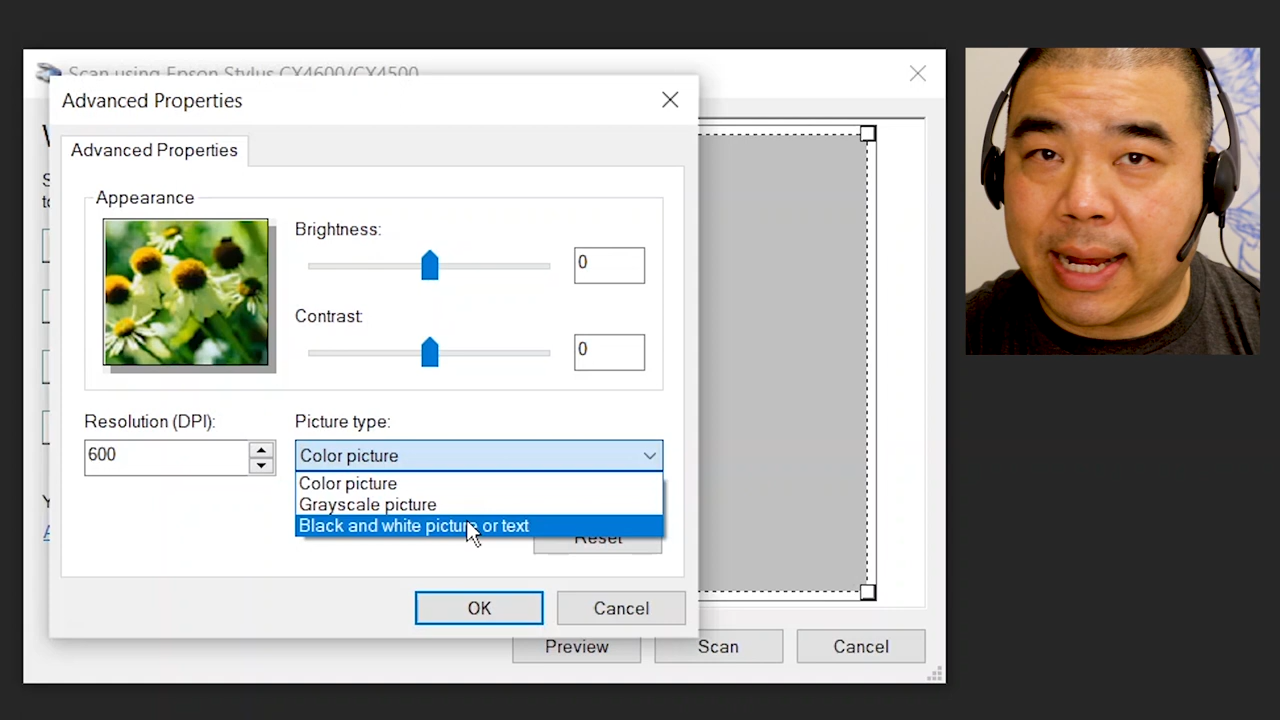 Scan using Epson Stylus CX4600/CX4500
Advanced Properties
Advanced Properties
Appearance
Brightness:
0
Contrast:
0
Resolution (DPI):
600
Picture type:
Color picture
Color picture
Grayscale picture
Black and white picture or text
Reset
OK
Cancel
Preview
Scan
Cancel